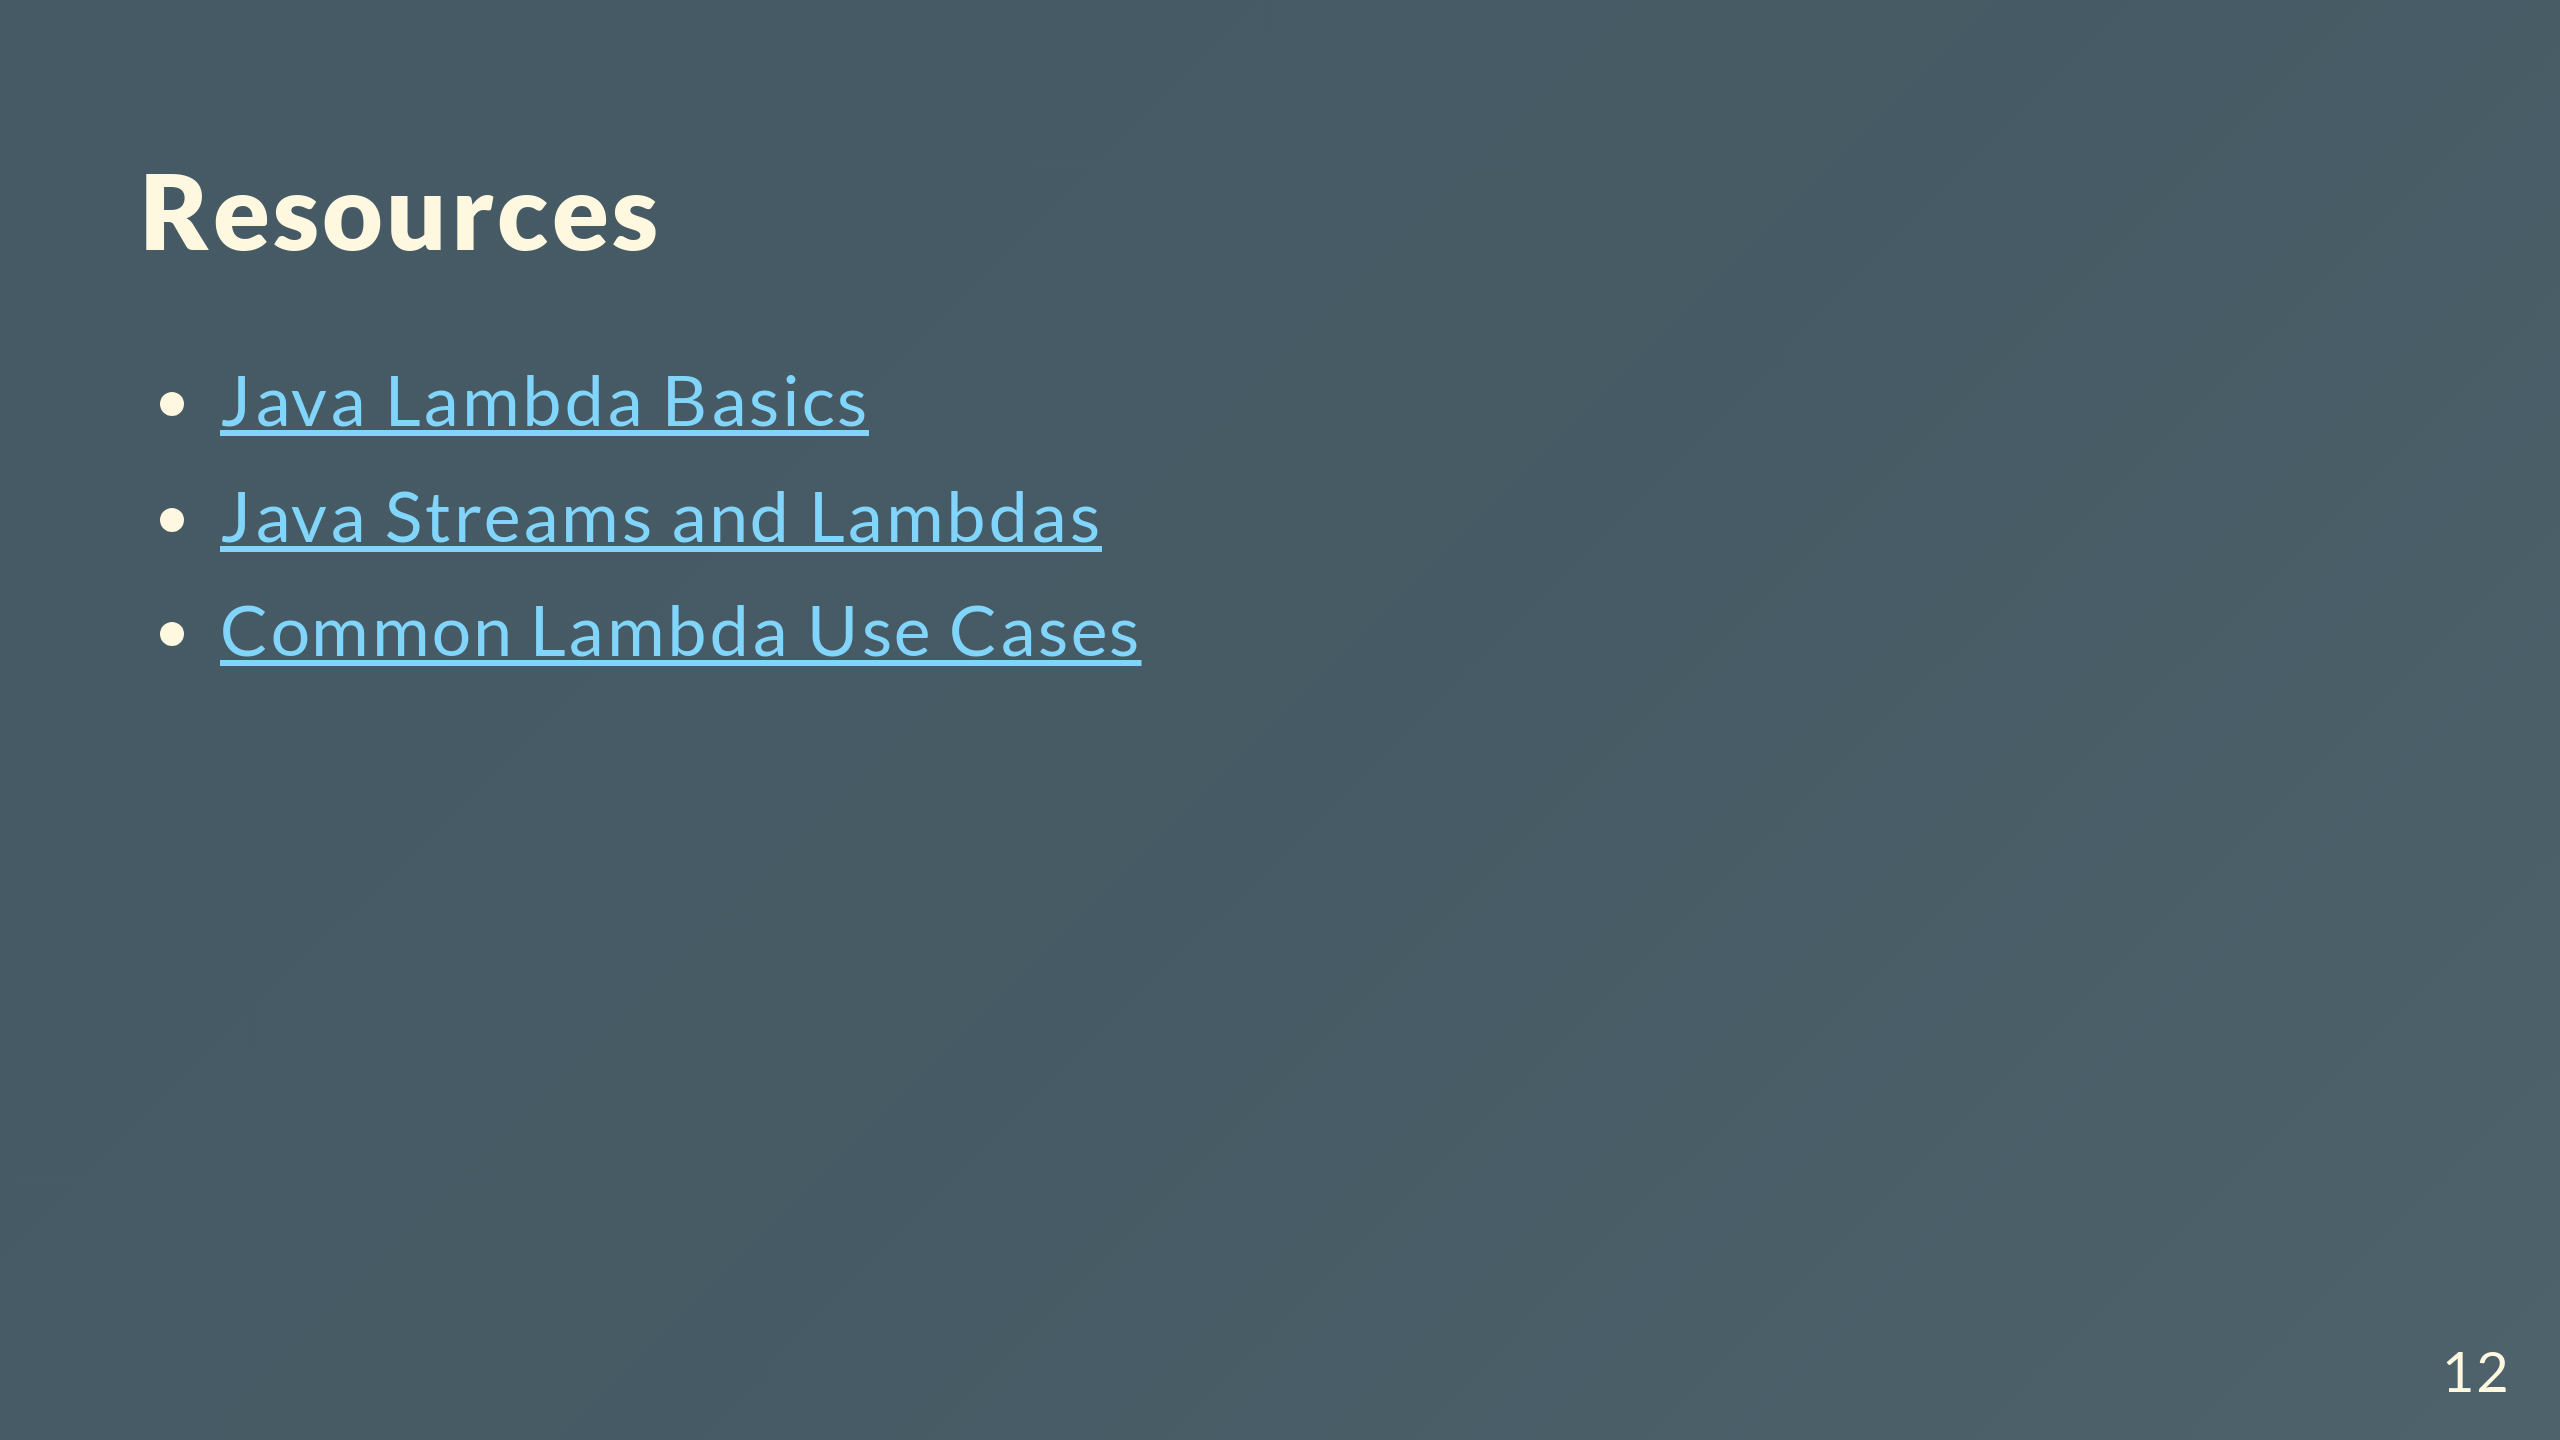 Resources
Java Lambda Basics
Java Streams and Lambdas
Common Lambda Use Cases
12